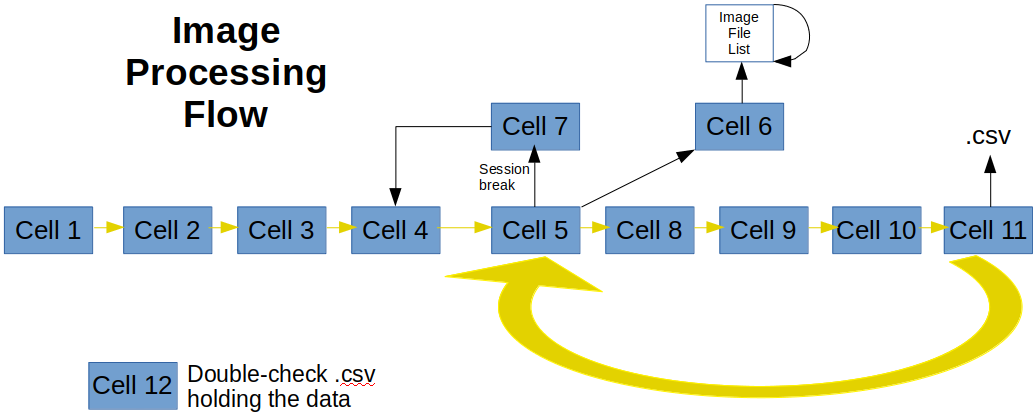 Image
Processing
Flow
Image
File
List
Cell 7
Cell 6
Session
break
.csv
Cell 1
Cell 2
Cell 3
Cell 4
Cell 5
Cell 8
Cell 9
Cell 10
Cell 11
Cell 12
Double-check .csv
holding the data